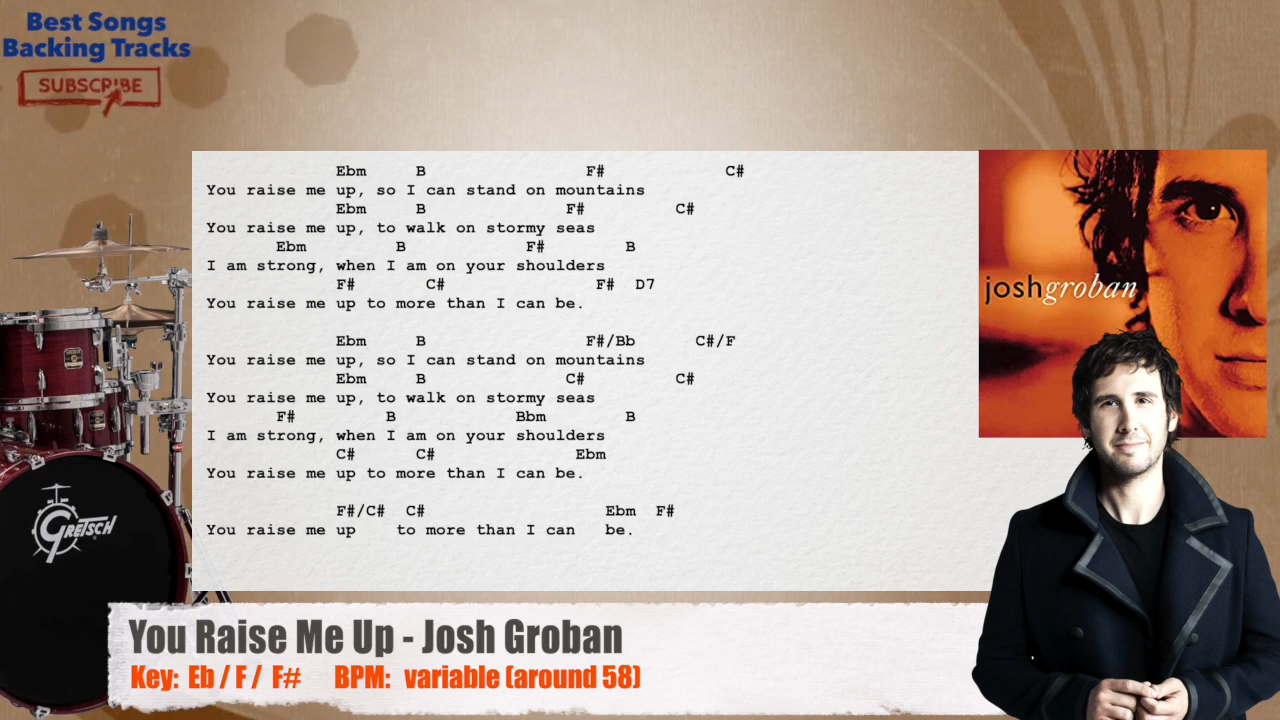 Best Songs
Backing Tracks
SUBSCRIBE
Ebm B F# C#
You raise me up, so I can stand on mountains
Ebm B F# C#
You raise me up, to walk on stormy seas
Ebm B F# B
I am strong, when I am on your shoulders
F# C# F# D7
You raise me up to more than I can be.
Ebm B F#/Bb C#/F
You raise me up, so I can stand on mountains
Ebm B C# C#
You raise me up, to walk on stormy seas
F# B Bbm B
I am strong, when I am on your shoulders
C# C# Ebm
You raise me up to more than I can be.
F#/C# C# Ebm F#
You raise me up to more than I can be.
joshgroban
GRETSCH
You Raise Me Up - Josh Groban
Key: Eb / F / F# BPM: variable (around 58)